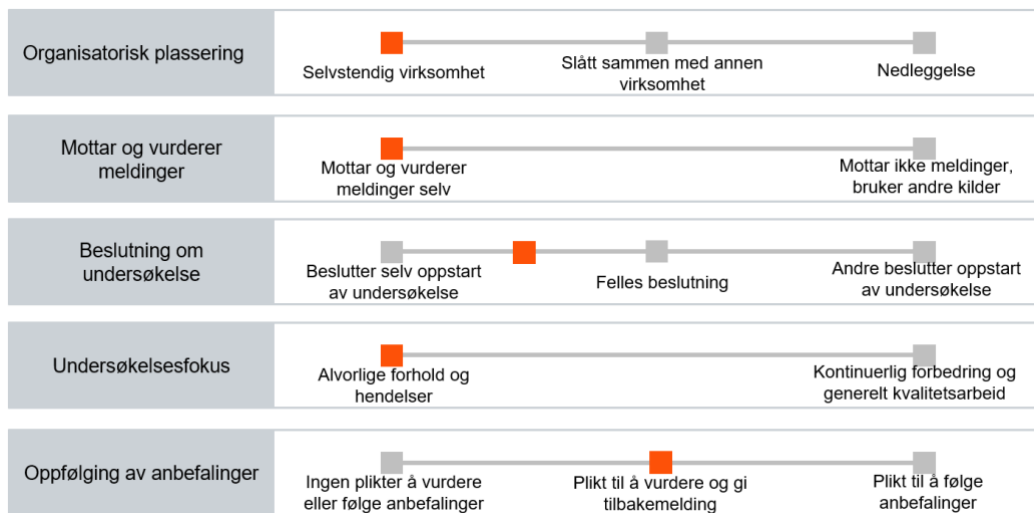 Organisatorisk plassering
Selvstendig virksomhet
Slått sammen med annen
virksomhet
Nedleggelse
Mottar og vurderer
meldinger
Mottar og vurderer
meldinger selv
Mottar ikke meldinger,
bruker andre kilder
Beslutning om
undersøkelse
Beslutter selv oppstart
av undersøkelse
Felles beslutning
Andre beslutter oppstart
av undersøkelse
Undersøkelsesfokus
Alvorlige forhold og
hendelser
Kontinuerlig forbedring og
generelt kvalitetsarbeid
Oppfølging av anbefalinger
Ingen plikter å vurdere
eller følge anbefalinger
Plikt til å vurdere og gi
tilbakemelding
Plikt til å følge
anbefalinger